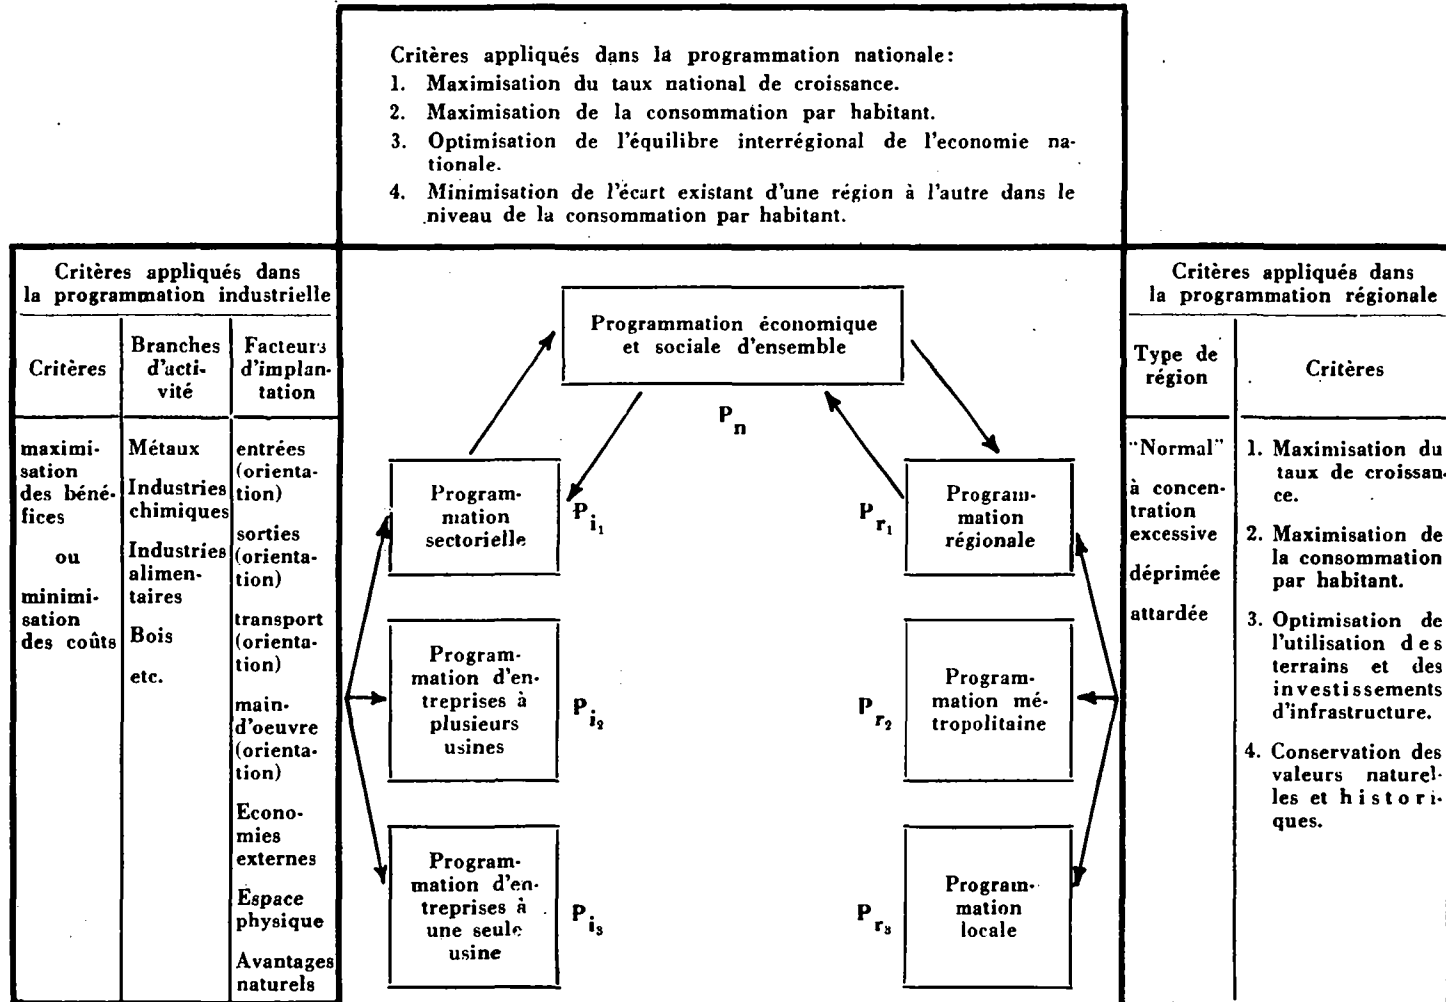 Critères appliqués dans la programmation nationale:
1. Maximisation du taux national de croissance.
2. Maximisation de la consommation par habitant.
3. Optimisation de l'équilibre interrégional de l'economie na-
tionale.
4. Minimisation de l'écart existant d'une région à l'autre dans le
niveau de la consommation par habitant.
Critères appliqués dans
la programmation industrielle
Critères
Branches
d'acti-
vité
Facteurs
d'implan-
tation
maximi-
sation
des béné-
fices
ou
minimi-
sation
des coûts
Métaux
Industries
chimiques
Industries
alimen-
taires
Bois
etc.
entrées
(orienta-
tion)
sorties
(orienta-
tion)
transport
(orienta-
tion)
main-
d'oeuvre
(orienta-
tion)
Econo-
mies
externes
Espace
physique
Avantages
naturels
Programmation économique
et sociale d'ensemble
P_n
Program-
mation
sectorielle
P_i_1
Program-
mation d'en-
treprises à
plusieurs
usines
P_i_2
Program-
mation d'en-
treprises à
une seule
usine
P_i_3
P_r_1
Program-
mation
régionale
P_r_2
Program-
mation mé-
tropolitaine
P_r_3
Program-
mation
locale
Critères appliqués dans
la programmation régionale
Type de
région
Critères
"Normal"
à concen-
tration
excessive
déprimée
attardée
1. Maximisation du
taux de croissan-
ce.
2. Maximisation de
la consommation
par habitant.
3. Optimisation de
l'utilisation des
terrains et des
investissements
d'infrastructure.
4. Conservation des
valeurs naturel-
les et histori-
ques.